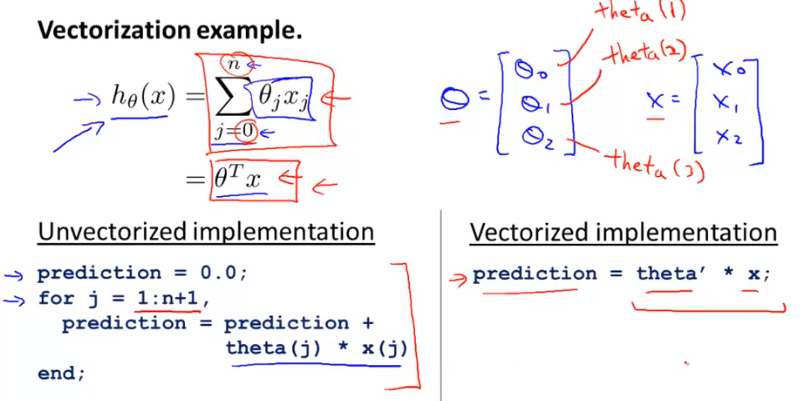 Vectorization example.
theta(1)
theta(2)
theta(3)
hθ(x) = ∑ θjxj
n
j=0
= θᵀx
θ = [θ0 θ1 θ2]
x = [x0 x1 x2]
Unvectorized implementation
prediction = 0.0;
for j = 1:n+1,
prediction = prediction +
theta(j) * x(j)
end;
Vectorized implementation
prediction = theta' * x;